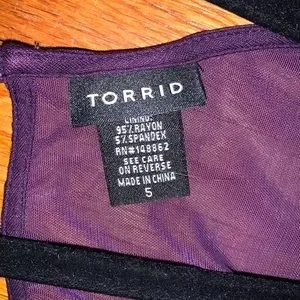 TORRID
LINING:
95% RAYON
5% SPANDEX
RN#148862
SEE CARE
ON REVERSE
MADE IN CHINA
5